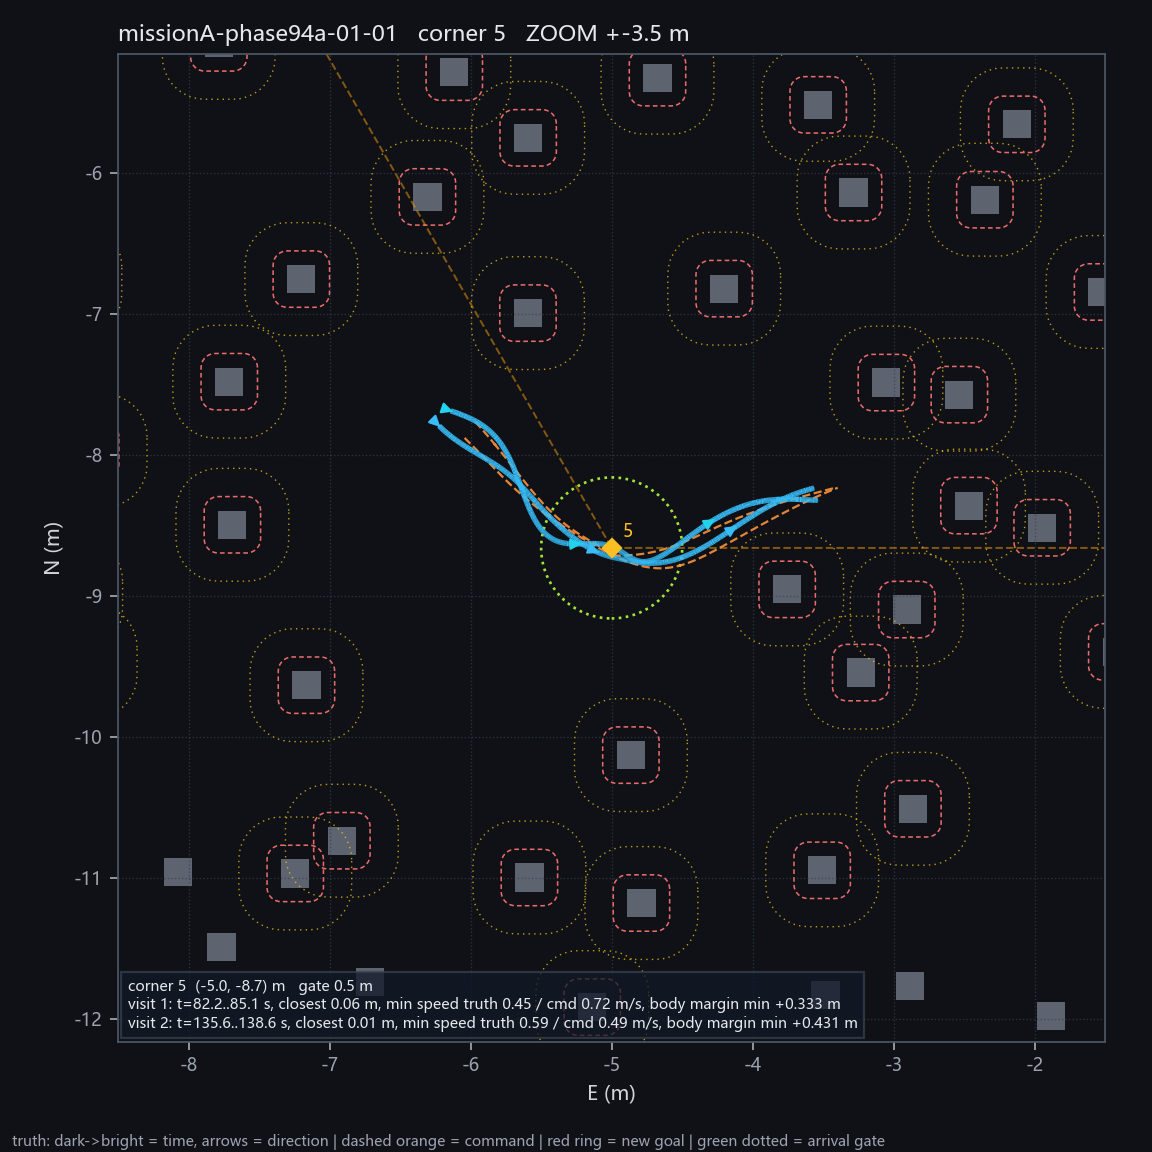 missionA-phase94a-01-01 corner 5 ZOOM +-3.5 m
-6
-7
-8
-9
-10
-11
-12
N (m)
5
corner 5 (-5.0, -8.7) m gate 0.5 m
visit 1: t=82.2..85.1 s, closest 0.06 m, min speed truth 0.45 / cmd 0.72 m/s, body margin min +0.333 m
visit 2: t=135.6..138.6 s, closest 0.01 m, min speed truth 0.59 / cmd 0.49 m/s, body margin min +0.431 m
-8 -7 -6 -5 -4 -3 -2
E (m)
truth: dark->bright = time, arrows = direction | dashed orange = command | red ring = new goal | green dotted = arrival gate